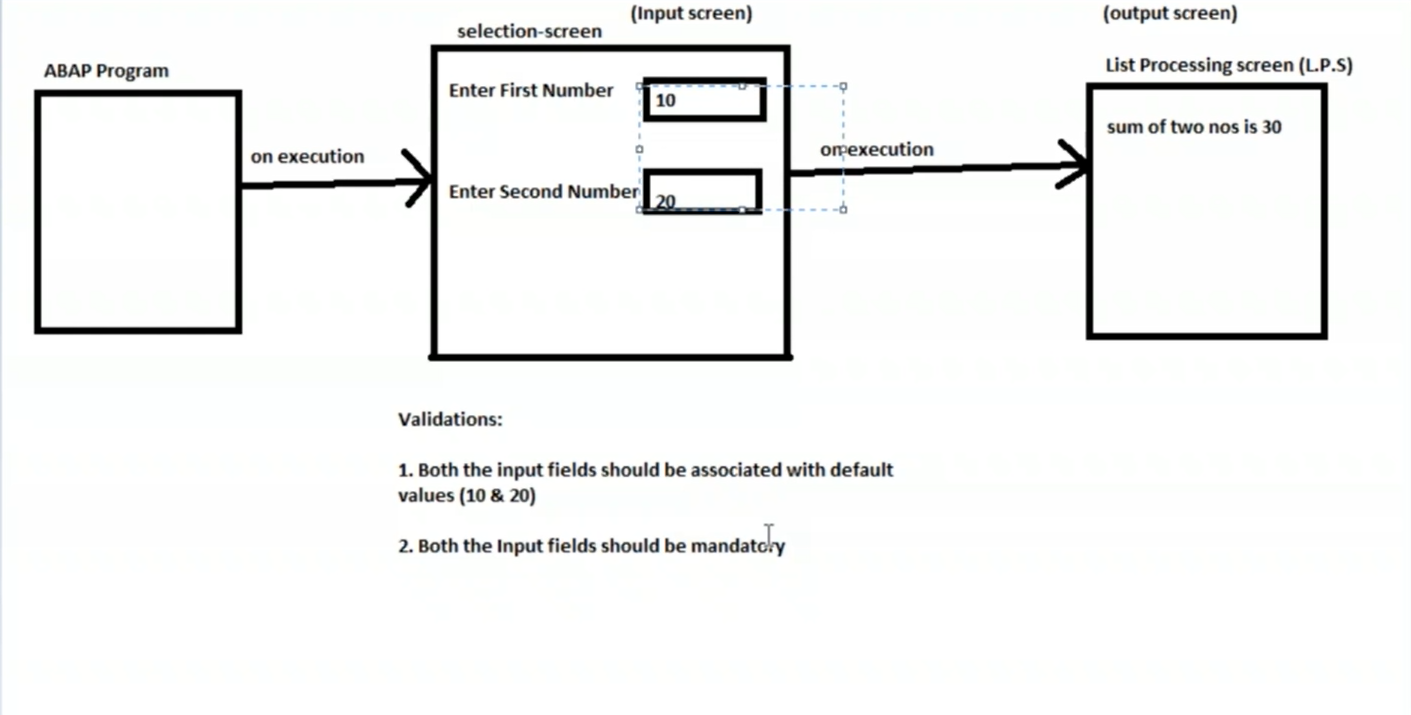 (Input screen)
(output screen)
selection-screen
ABAP Program
List Processing screen (L.P.S)
Enter First Number
10
sum of two nos is 30
on execution
on execution
Enter Second Number
20
Validations:
1. Both the input fields should be associated with default
values (10 & 20)
2. Both the Input fields should be mandatory